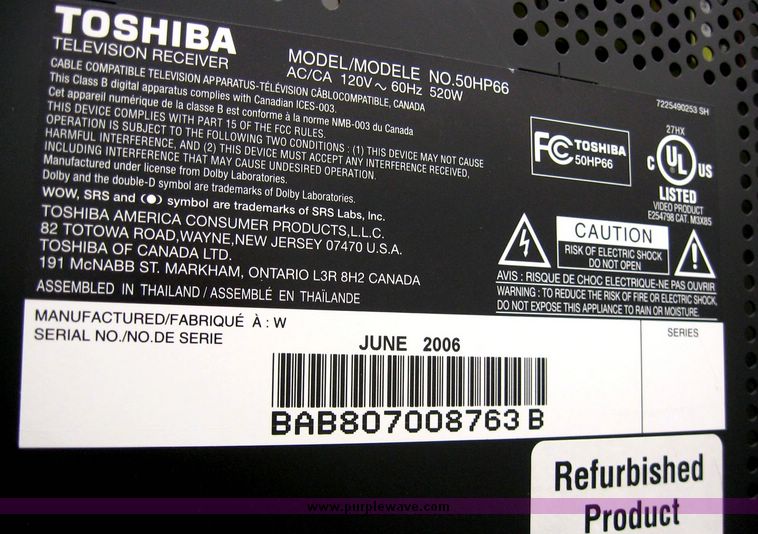 TOSHIBA
TELEVISION RECEIVER
MODEL/MODELE NO.50HP66
AC/CA 120V~ 60Hz 520W
CABLE COMPATIBLE TELEVISION APPARATUS-TÉLÉVISION CÂBLOCOMPATIBLE, CANADA
This Class B digital apparatus complies with Canadian ICES-003.
Cet appareil numérique de la classe B est conforme à la norme NMB-003 du Canada
THIS DEVICE COMPLIES WITH PART 15 OF THE FCC RULES.
OPERATION IS SUBJECT TO THE FOLLOWING TWO CONDITIONS : (1) THIS DEVICE MAY NOT CAUSE
HARMFUL INTERFERENCE, AND (2) THIS DEVICE MUST ACCEPT ANY INTERFERENCE RECEIVED,
INCLUDING INTERFERENCE THAT MAY CAUSE UNDESIRED OPERATION.
Manufactured under license from Dolby Laboratories.
Dolby and the double-D symbol are trademarks of Dolby Laboratories.
WOW, SRS and (●) symbol are trademarks of SRS Labs, Inc.
TOSHIBA AMERICA CONSUMER PRODUCTS,L.L.C.
82 TOTOWA ROAD,WAYNE,NEW JERSEY 07470 U.S.A.
TOSHIBA OF CANADA LTD.
191 McNABB ST. MARKHAM, ONTARIO L3R 8H2 CANADA
ASSEMBLED IN THAILAND / ASSEMBLÉ EN THAÏLANDE
7225490253 SH
FC TOSHIBA
50HP66
27HX
C UL US
LISTED
VIDEO PRODUCT
E254798 CAT. M3X85
CAUTION
RISK OF ELECTRIC SHOCK
DO NOT OPEN
AVIS : RISQUE DE CHOC ELECTRIQUE-NE PAS OUVRIR
WARNING : TO REDUCE THE RISK OF FIRE OR ELECTRIC SHOCK,
DO NOT EXPOSE THIS APPLIANCE TO RAIN OR MOISTURE.
MANUFACTURED/FABRIQUÉ À : W
SERIAL NO./NO.DE SERIE
JUNE 2006
SERIES
BAB807008763 B
Refurbished
Product
www.purplewave.com